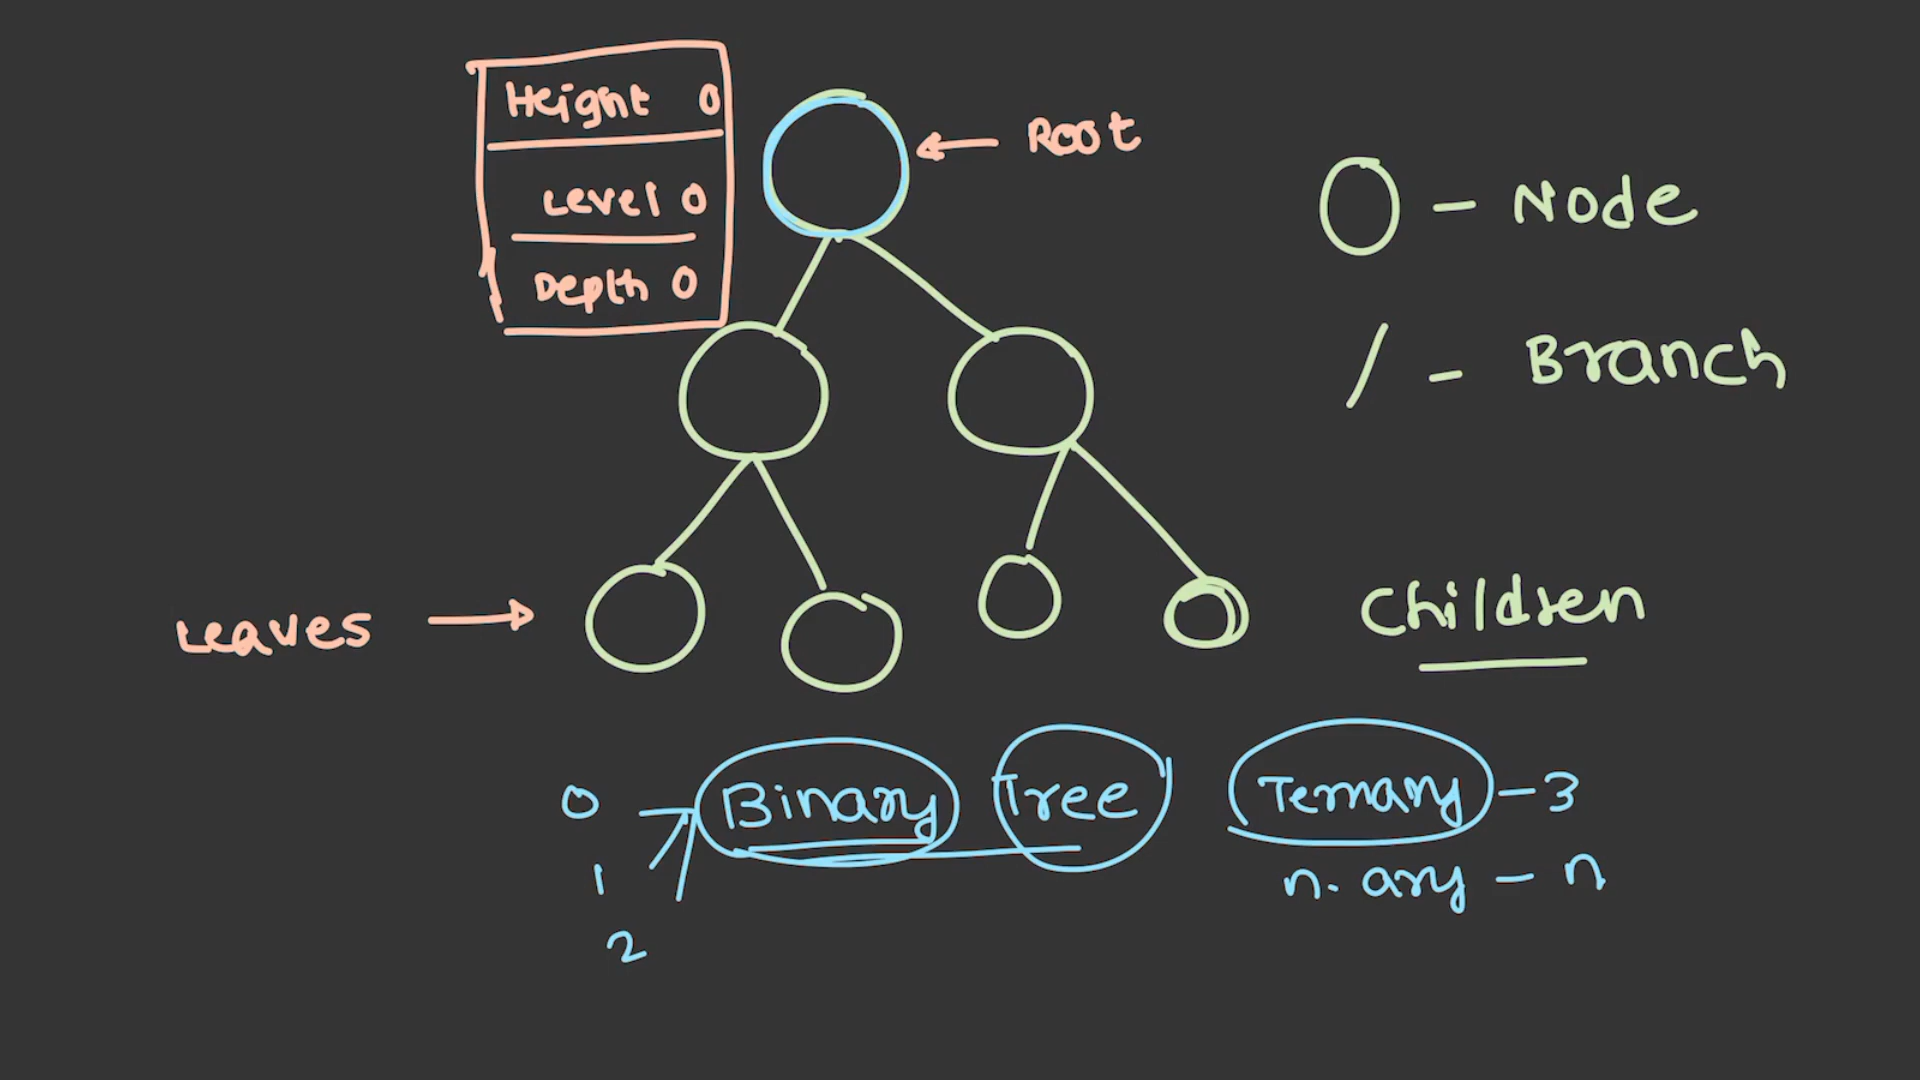 Height 0
Level 0
Depth 0
Root
Node
Branch
Leaves
Children
0
1
2
Binary Tree
Ternary - 3
n. ary - n